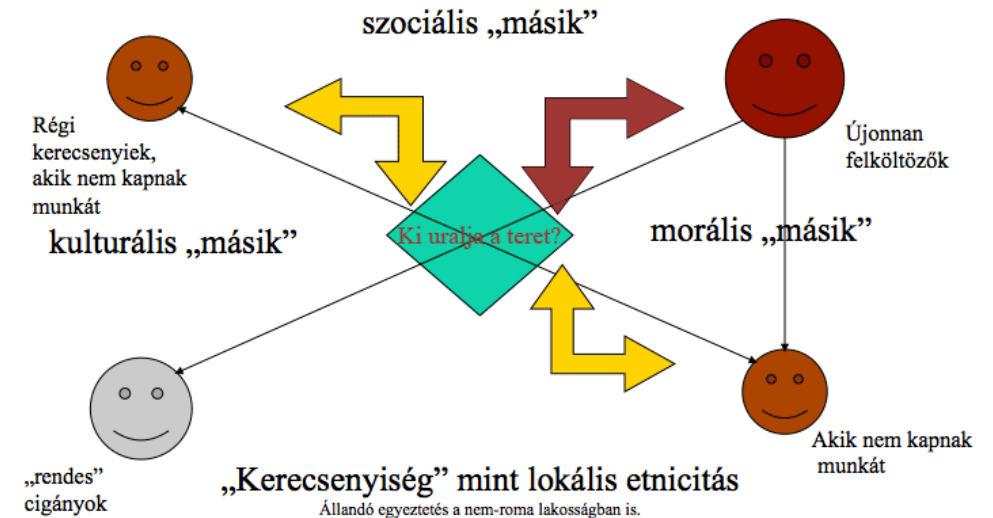 szociális „másik”
Régi
kerecsenyiek,
akik nem kapnak
munkát
Újonnan
felköltözők
kulturális „másik”
Ki uralja a teret?
morális „másik”
„rendes”
cigányok
Akik nem kapnak
munkát
„Kerecsenyiség” mint lokális etnicitás
Állandó egyeztetés a nem-roma lakosságban is.